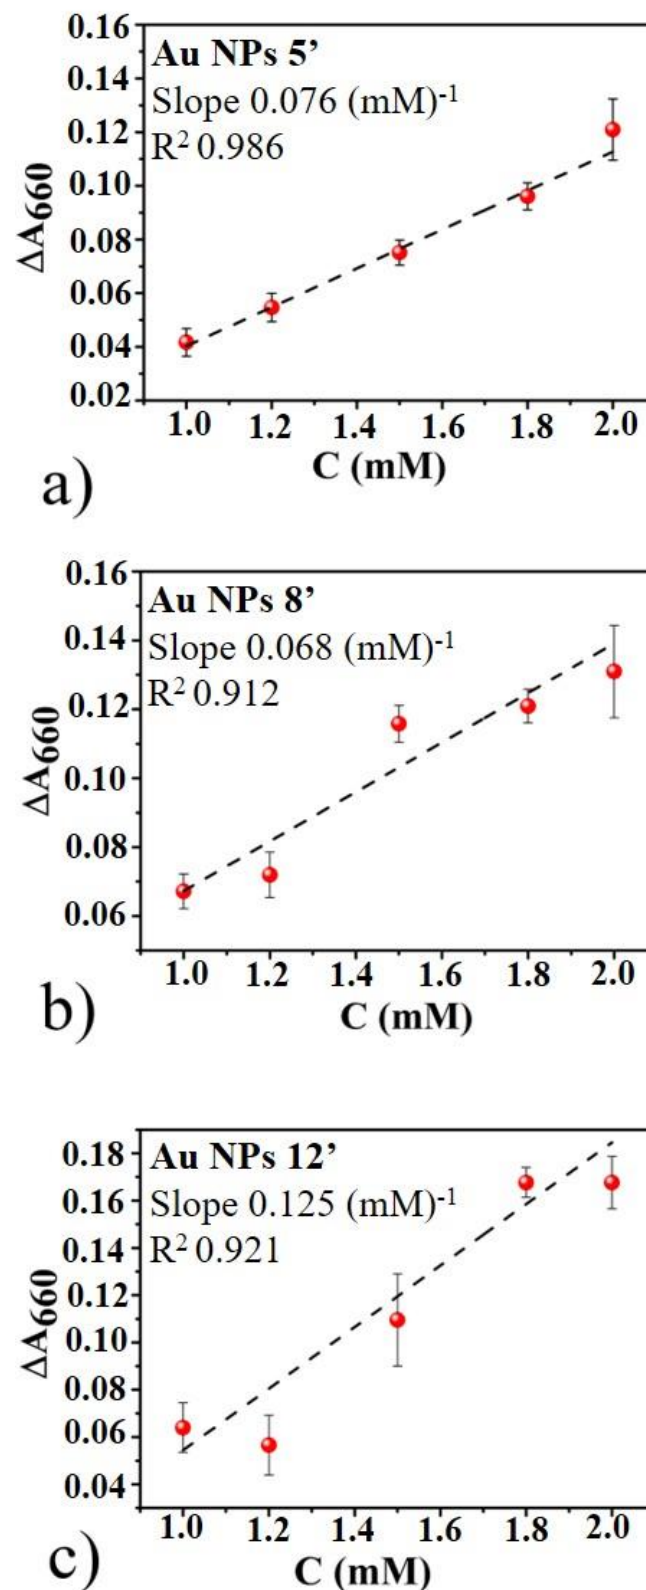 0.16
0.14
0.12
0.10
0.08
0.06
0.04
0.02
ΔA660
Au NPs 5’
Slope 0.076 (mM)-1
R2 0.986
1.0 1.2 1.4 1.6 1.8 2.0
C (mM)
a)
0.16
0.14
0.12
0.10
0.08
0.06
ΔA660
Au NPs 8’
Slope 0.068 (mM)-1
R2 0.912
1.0 1.2 1.4 1.6 1.8 2.0
C (mM)
b)
0.18
0.16
0.14
0.12
0.10
0.08
0.06
0.04
ΔA660
Au NPs 12’
Slope 0.125 (mM)-1
R2 0.921
1.0 1.2 1.4 1.6 1.8 2.0
C (mM)
c)